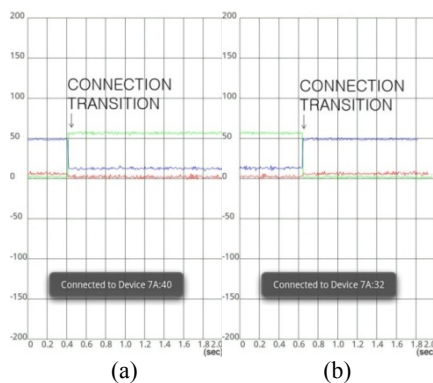 200
150
CONNECTION
TRANSITION
100
50
0
-50
-100
Connected to Device 7A:40
-150
-200
0 0.2 0.4 0.6 0.8 1.0 1.2 1.4 1.6 1.8 2.0
(sec)
(a)
200
150
CONNECTION
TRANSITION
100
50
0
-50
-100
Connected to Device 7A:32
-150
-200
0 0.2 0.4 0.6 0.8 1.0 1.2 1.4 1.6 1.8 2.0
(sec)
(b)